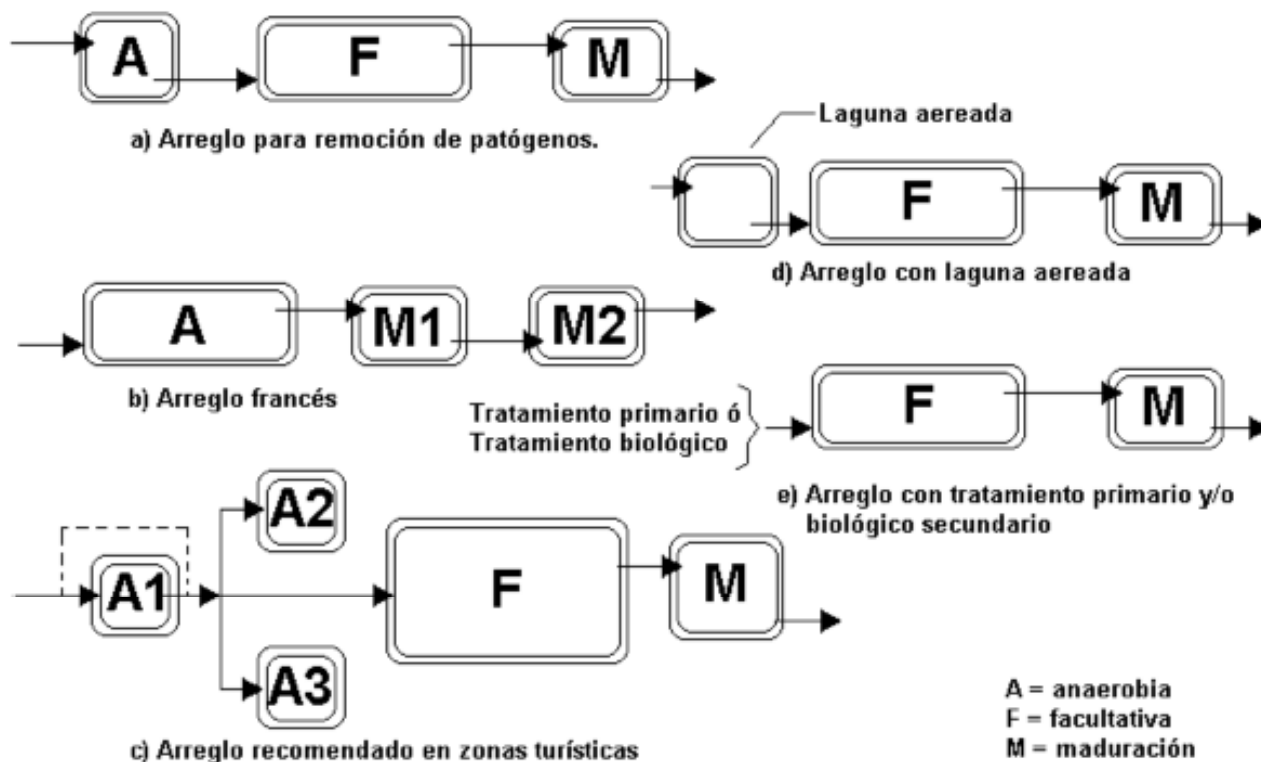 A
F
M
a) Arreglo para remoción de patógenos.
Laguna aereada
F
M
d) Arreglo con laguna aereada
A
M1
M2
b) Arreglo francés
Tratamiento primario ó
Tratamiento biológico
F
M
e) Arreglo con tratamiento primario y/o
biológico secundario
A1
A2
A3
F
M
c) Arreglo recomendado en zonas turísticas
A = anaerobia
F = facultativa
M = maduración